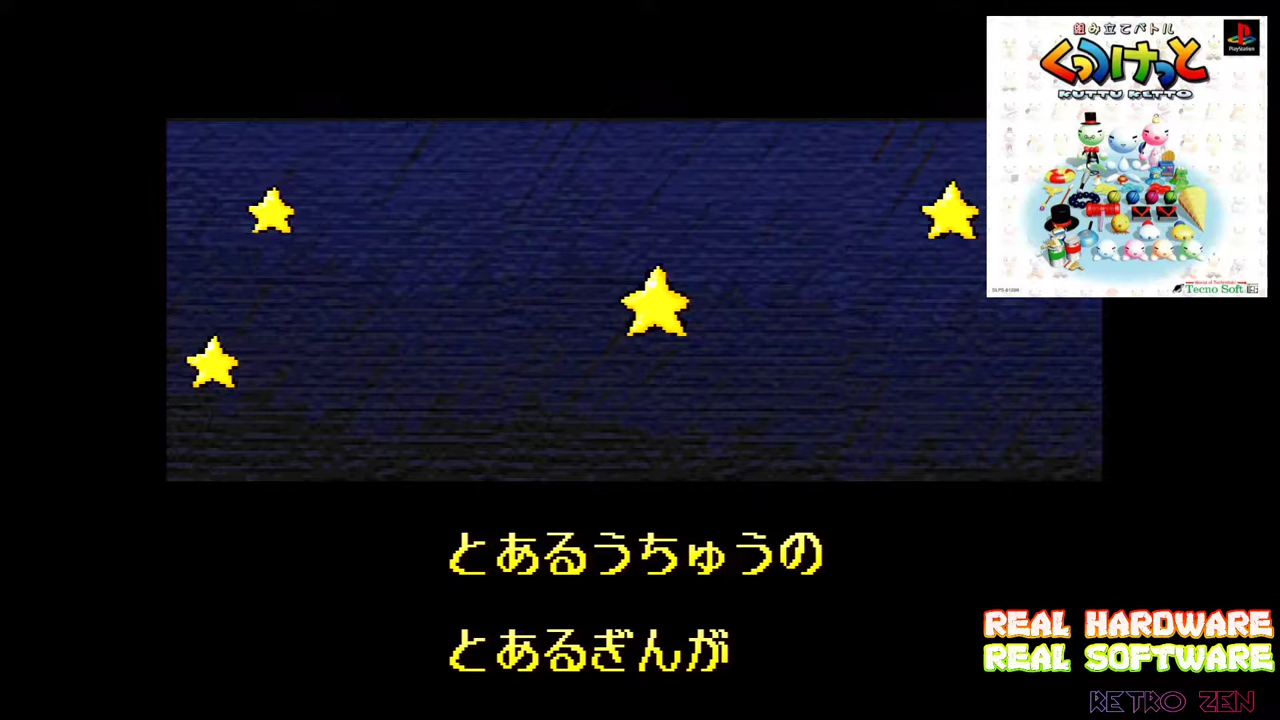 組み立てバトル
くっつけっと
KUTTU KETTO
PlayStation
Tecno Soft
とあるうちゅうの
とあるぎんが
REAL HARDWARE
REAL SOFTWARE
RETRO ZEN